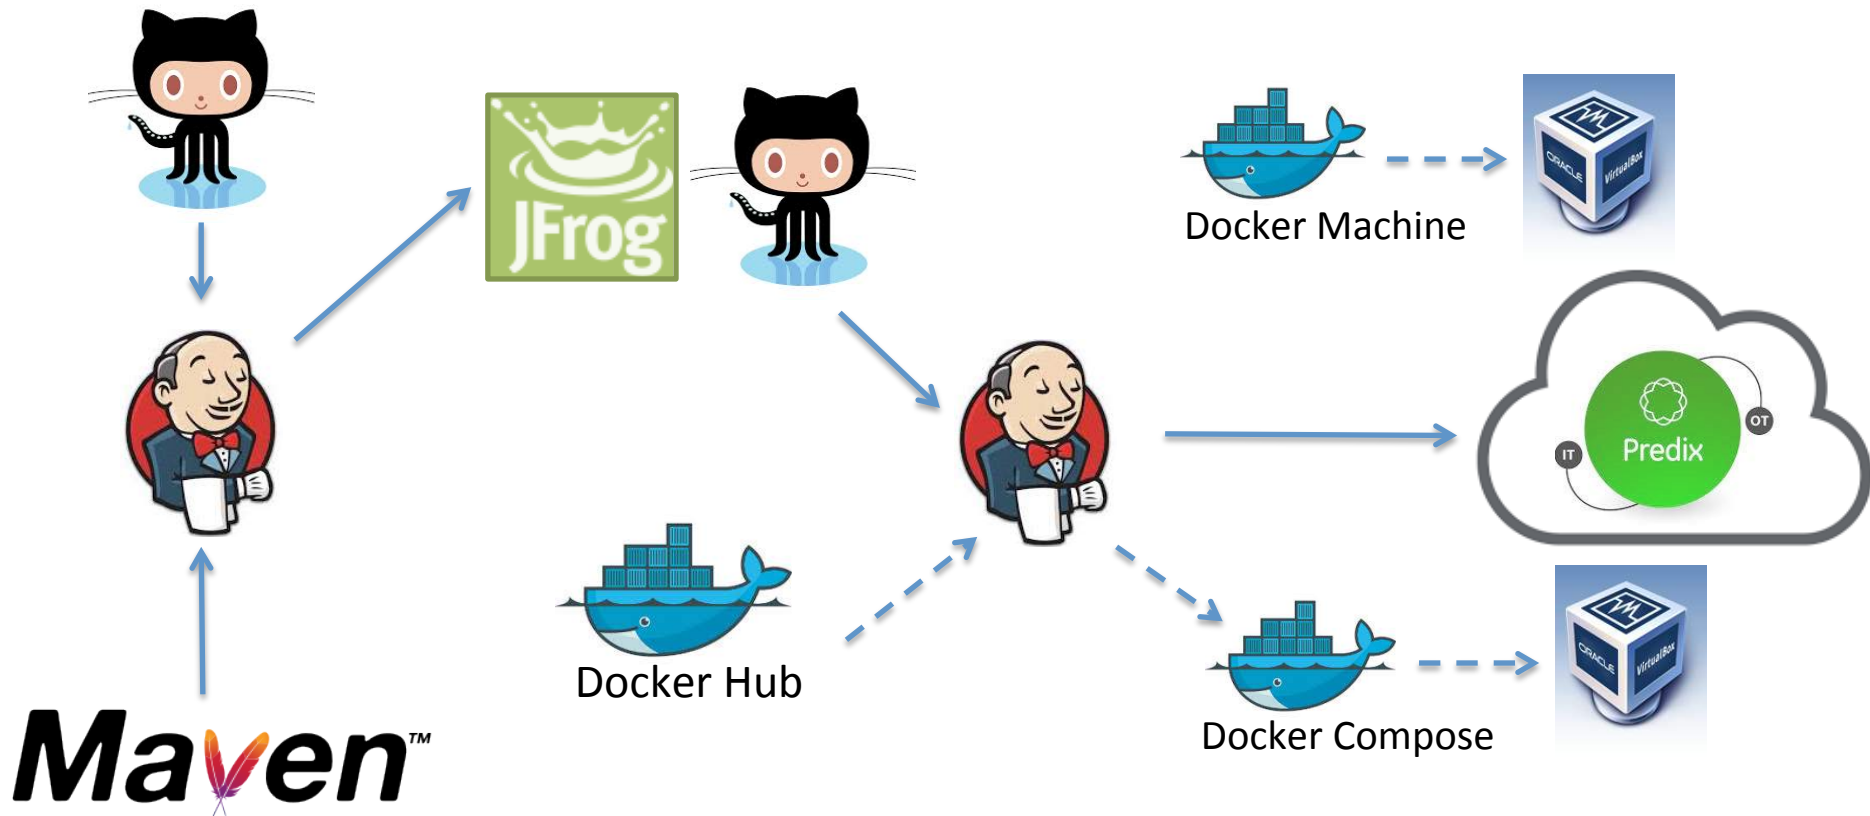 JFrog
Docker Machine
ORACLE
VirtualBox
Predix
OT
IT
Docker Hub
ORACLE
VirtualBox
Docker Compose
Maven™